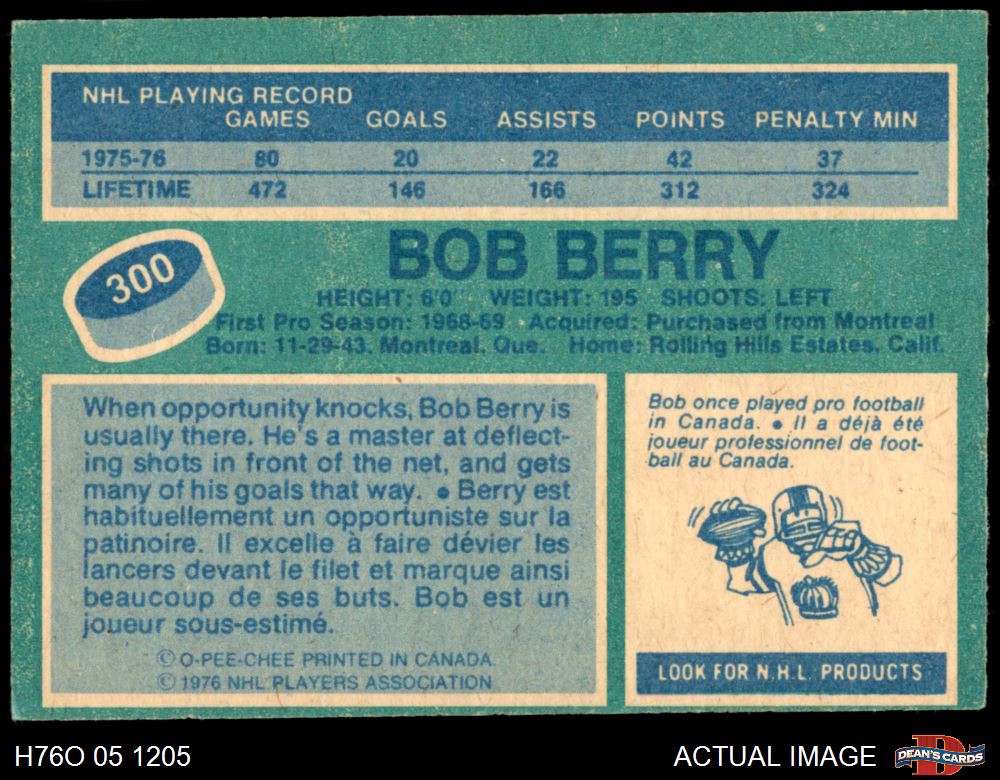 NHL PLAYING RECORD
GAMES GOALS ASSISTS POINTS PENALTY MIN
1975-76 80 20 22 42 37
LIFETIME 472 146 166 312 324
300
BOB BERRY
HEIGHT: 6'0" WEIGHT: 195 SHOOTS: LEFT
First Pro Season: 1968-69 Acquired: Purchased from Montreal
Born: 11-29-43, Montreal, Que. Home: Rolling Hills Estates, Calif.
When opportunity knocks, Bob Berry is
usually there. He's a master at deflect-
ing shots in front of the net, and gets
many of his goals that way. ● Berry est
habituellement un opportuniste sur la
patinoire. Il excelle à faire dévier les
lancers devant le filet et marque ainsi
beaucoup de ses buts. Bob est un
joueur sous-estimé.
© O-PEE-CHEE PRINTED IN CANADA.
© 1976 NHL PLAYERS ASSOCIATION
Bob once played pro football
in Canada. ● Il a déjà été
joueur professionnel de foot-
ball au Canada.
LOOK FOR N.H.L. PRODUCTS
H76O 05 1205
ACTUAL IMAGE
DEAN'S CARDS